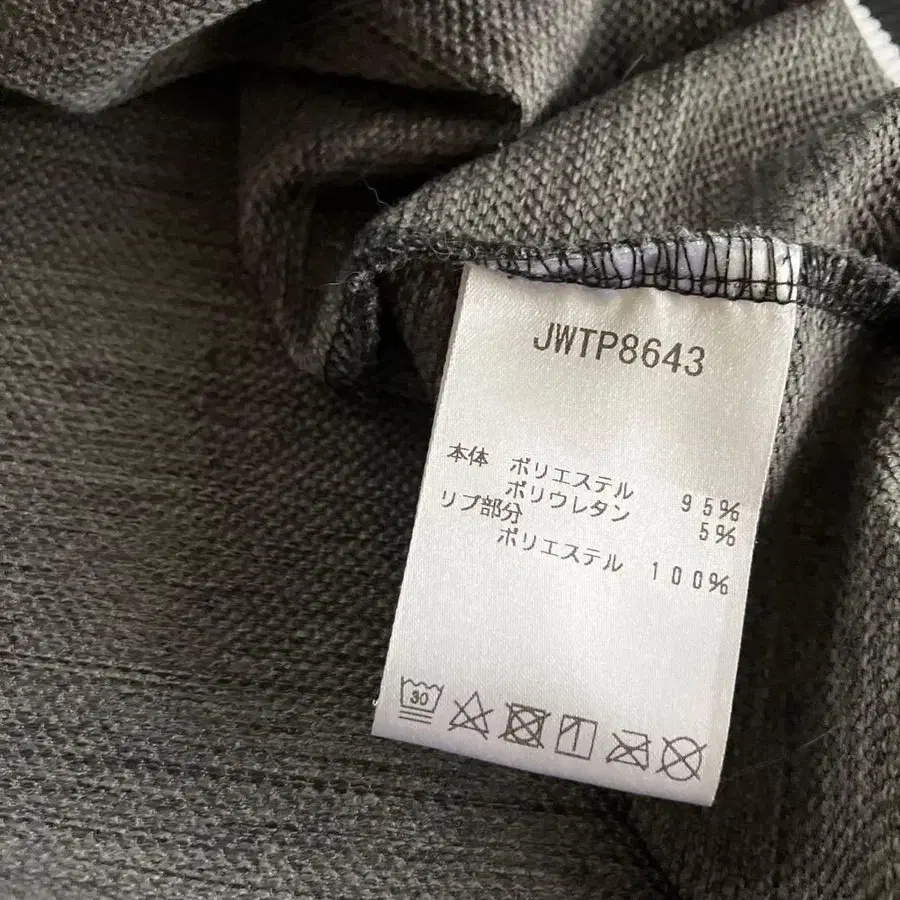 JWTP8643
本体 ポリエステル 95%
ポリウレタン 5%
リブ部分
ポリエステル 100%
30